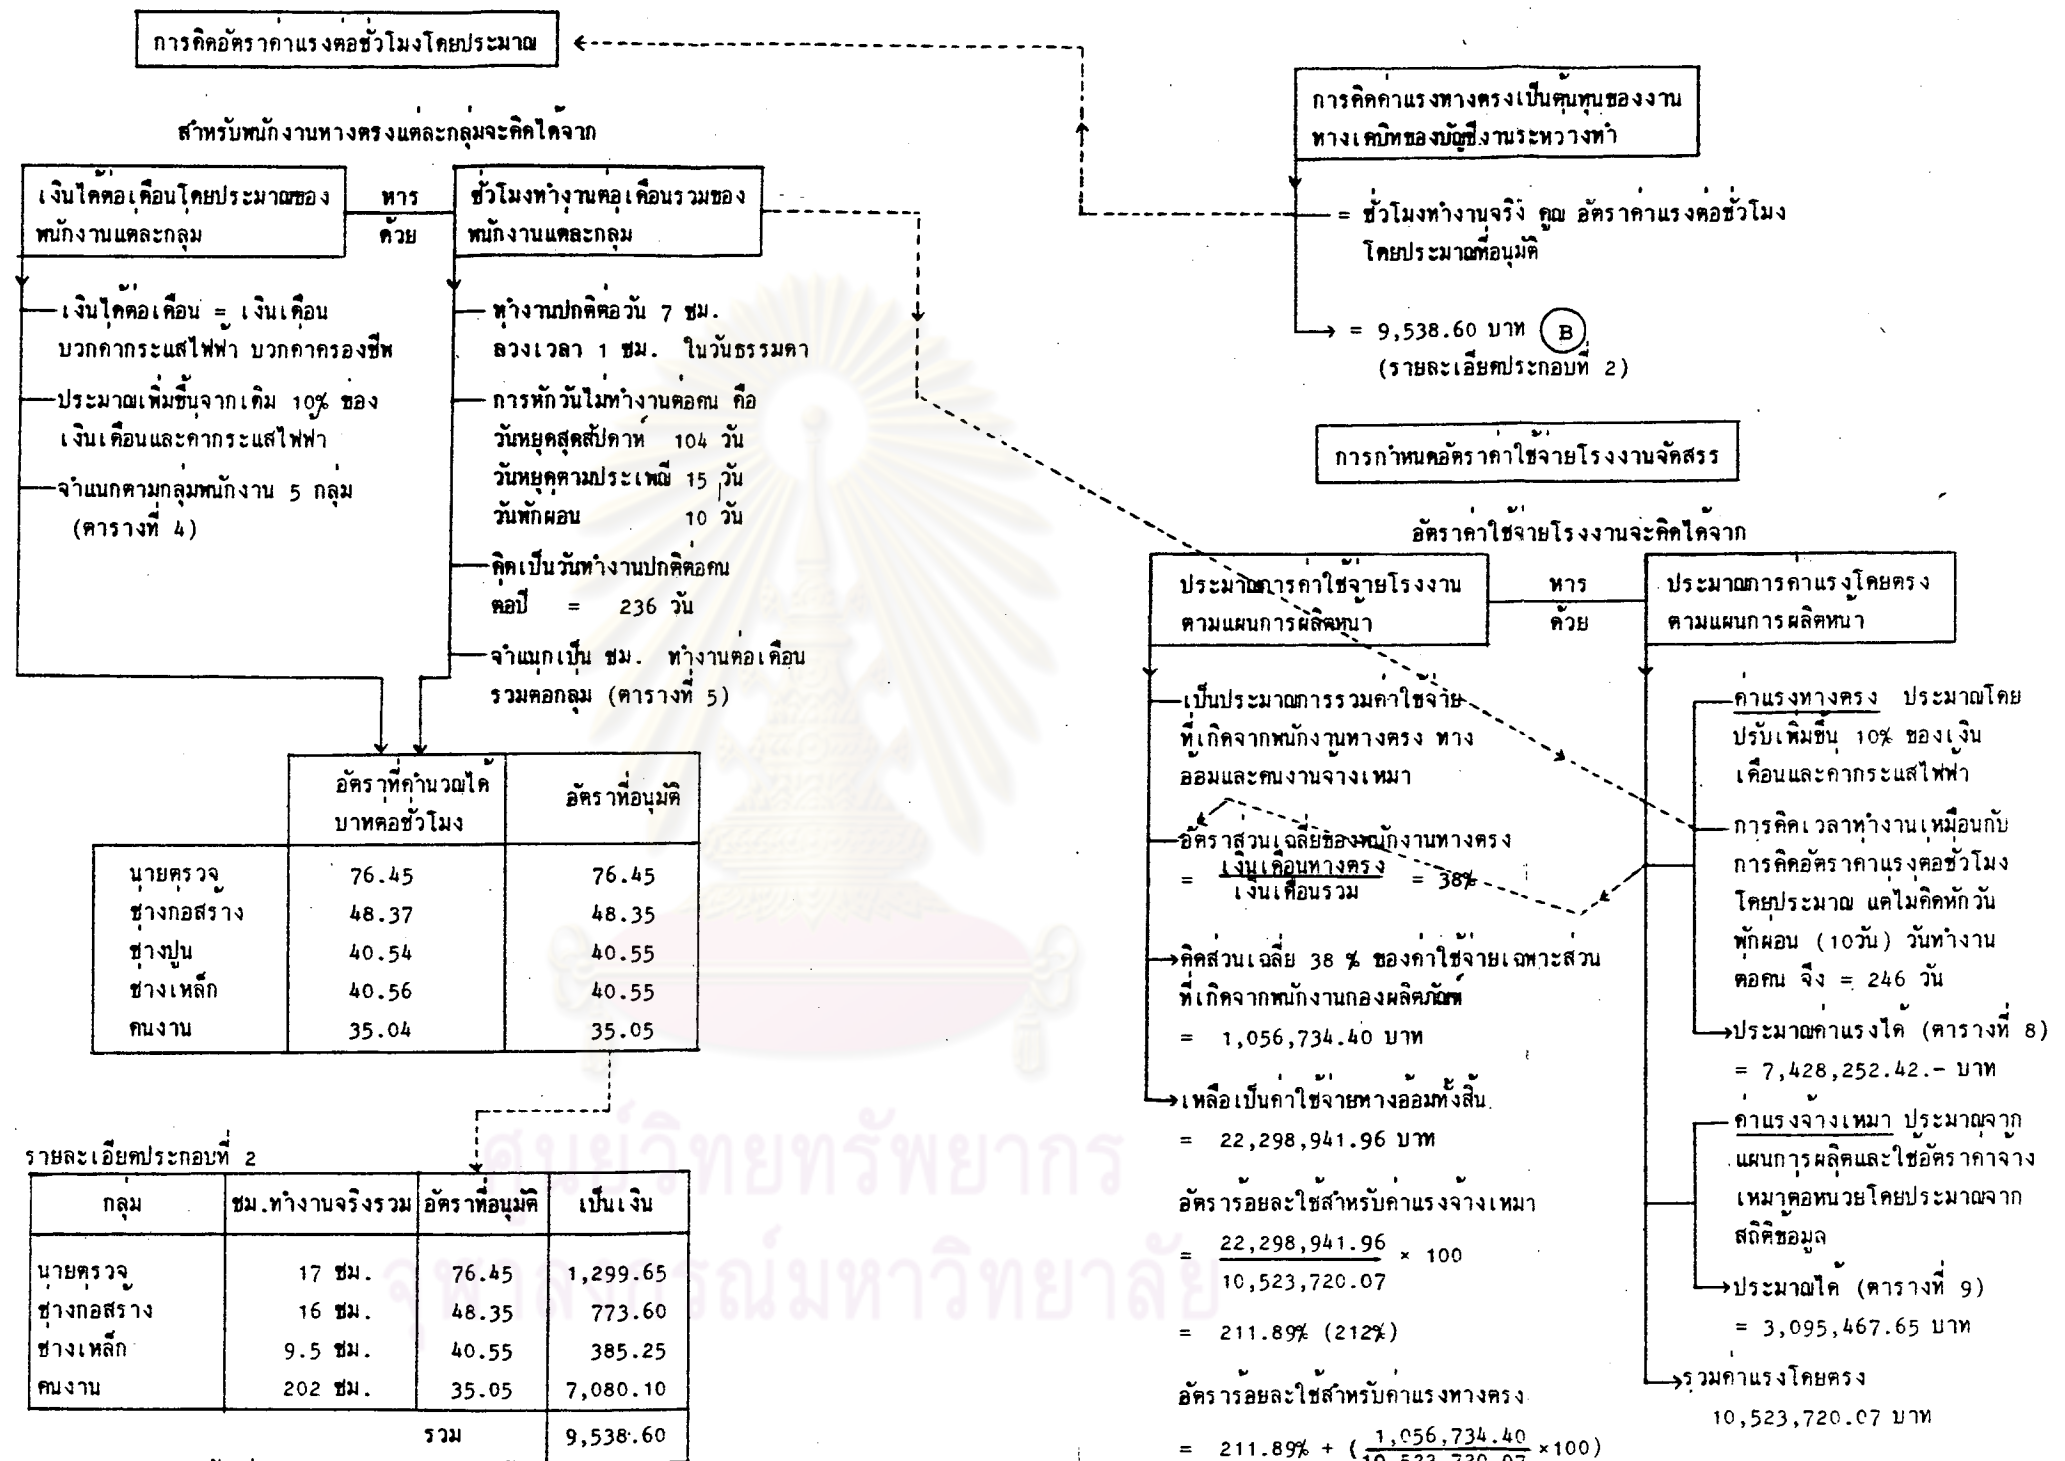 การคิดอัตราค่าแรงต่อชั่วโมงโดยประมาณ
สำหรับพนักงานทางตรงแต่ละกลุ่มจะคิดได้จาก
เงินได้ต่อเดือนโดยประมาณของ
พนักงานแต่ละกลุ่ม
หาร
ด้วย
ชั่วโมงทำงานต่อเดือนรวมของ
พนักงานแต่ละกลุ่ม
เงินได้ต่อเดือน = เงินเดือน
บวกค่ากระแสไฟฟ้า บวกค่าครองชีพ
ประมาณเพิ่มขึ้นจากเดิม 10% ของ
เงินเดือนและค่ากระแสไฟฟ้า
จำแนกตามกลุ่มพนักงาน 5 กลุ่ม
(ตารางที่ 4)
ทำงานปกติต่อวัน 7 ชม.
ล่วงเวลา 1 ชม. ในวันธรรมดา
การหักวันไม่ทำงานต่อคน คือ
วันหยุดสุดสัปดาห์ 104 วัน
วันหยุดตามประเพณี 15 วัน
วันพักผ่อน 10 วัน
คิดเป็นวันทำงานปกติต่อคน
ต่อปี = 236 วัน
จำแนกเป็น ชม. ทำงานต่อเดือน
รวมต่อกลุ่ม (ตารางที่ 5)
อัตราที่คำนวณได้ บาทต่อชั่วโมง อัตราที่อนุมัติ
นายตรวจ 76.45 76.45
ช่างก่อสร้าง 48.37 48.35
ช่างปูน 40.54 40.55
ช่างเหล็ก 40.56 40.55
คนงาน 35.04 35.05
รายละเอียดประกอบที่ 2
กลุ่ม ชม.ทำงานจริงรวม อัตราที่อนุมัติ เป็นเงิน
นายตรวจ 17 ชม. 76.45 1,299.65
ช่างก่อสร้าง 16 ชม. 48.35 773.60
ช่างเหล็ก 9.5 ชม. 40.55 385.25
คนงาน 202 ชม. 35.05 7,080.10
รวม 9,538.60
การคิดค่าแรงทางตรงเป็นต้นทุนของงาน
ทางเดบิทของบัญชีงานระหว่างทำ
= ชั่วโมงทำงานจริง คูณ อัตราค่าแรงต่อชั่วโมง
โดยประมาณที่อนุมัติ
= 9,538.60 บาท B
(รายละเอียดประกอบที่ 2)
การกำหนดอัตราค่าใช้จ่ายโรงงานจัดสรร
อัตราค่าใช้จ่ายโรงงานจะคิดได้จาก
ประมาณการค่าใช้จ่ายโรงงาน
ตามแผนการผลิตหน้า
หาร
ด้วย
ประมาณการค่าแรงโดยตรง
ตามแผนการผลิตหน้า
เป็นประมาณการรวมค่าใช้จ่าย
ที่เกิดจากพนักงานทางตรง ทาง
อ้อมและคนงานจ้างเหมา
อัตราส่วนเฉลี่ยของพนักงานทางตรง
= เงินเดือนทางตรง = 38%
เงินเดือนรวม
คิดส่วนเฉลี่ย 38 % ของค่าใช้จ่ายเฉพาะส่วน
ที่เกิดจากพนักงานกองผลิตภัณฑ์
= 1,056,734.40 บาท
เหลือเป็นค่าใช้จ่ายทางอ้อมทั้งสิ้น
= 22,298,941.96 บาท
อัตราร้อยละใช้สำหรับค่าแรงจ้างเหมา
= 22,298,941.96 × 100
10,523,720.07
= 211.89% (212%)
อัตราร้อยละใช้สำหรับค่าแรงทางตรง
= 211.89% + (1,056,734.40 ×100)
10,523,720.07
ค่าแรงทางตรง ประมาณโดย
ปรับเพิ่มขึ้น 10% ของเงิน
เดือนและค่ากระแสไฟฟ้า
การคิดเวลาทำงานเหมือนกับ
การคิดอัตราค่าแรงต่อชั่วโมง
โดยประมาณ แต่ไม่คิดหักวัน
พักผ่อน (10วัน) วันทำงาน
ต่อคน จึง = 246 วัน
ประมาณค่าแรงได้ (ตารางที่ 8)
= 7,428,252.42.- บาท
ค่าแรงจ้างเหมา ประมาณจาก
แผนการผลิตและใช้อัตราค่าจ้าง
เหมาต่อหน่วยโดยประมาณจาก
สถิติข้อมูล
ประมาณได้ (ตารางที่ 9)
= 3,095,467.65 บาท
รวมค่าแรงโดยตรง
10,523,720.07 บาท
ศูนย์วิทยทรัพยากร
จุฬาลงกรณ์มหาวิทยาลัย